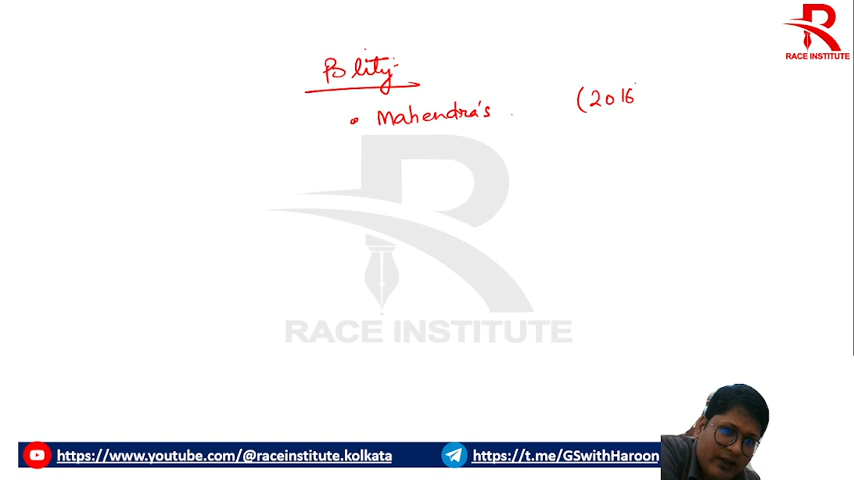 RACE INSTITUTE
Polity:-
(2016
• Mahendra's
RACE INSTITUTE
https://www.youtube.com/@raceinstitute.kolkata
https://t.me/GSwithHaroon